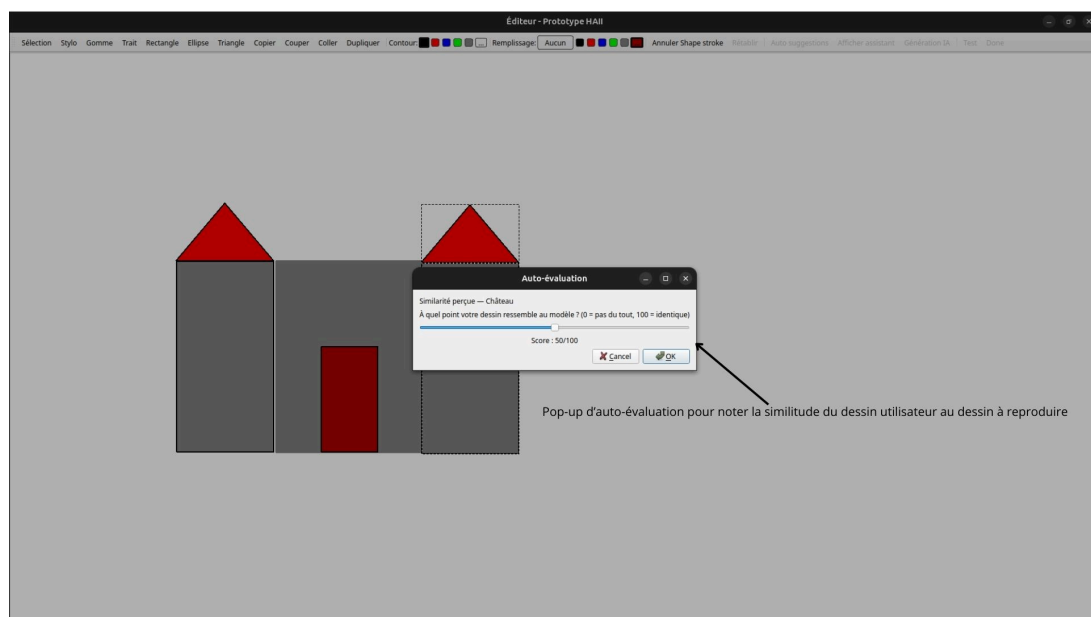 Éditeur - Prototype HAII
Sélection Stylo Gomme Trait Rectangle Ellipse Triangle Copier Couper Coller Dupliquer Contour: ... Remplissage: Aucun Annuler Shape stroke Rétablir Auto suggestions Afficher assistant Génération IA Test Done
Auto-évaluation
Similarité perçue — Château
À quel point votre dessin ressemble au modèle ? (0 = pas du tout, 100 = identique)
Score : 50/100
Cancel OK
Pop-up d'auto-évaluation pour noter la similitude du dessin utilisateur au dessin à reproduire